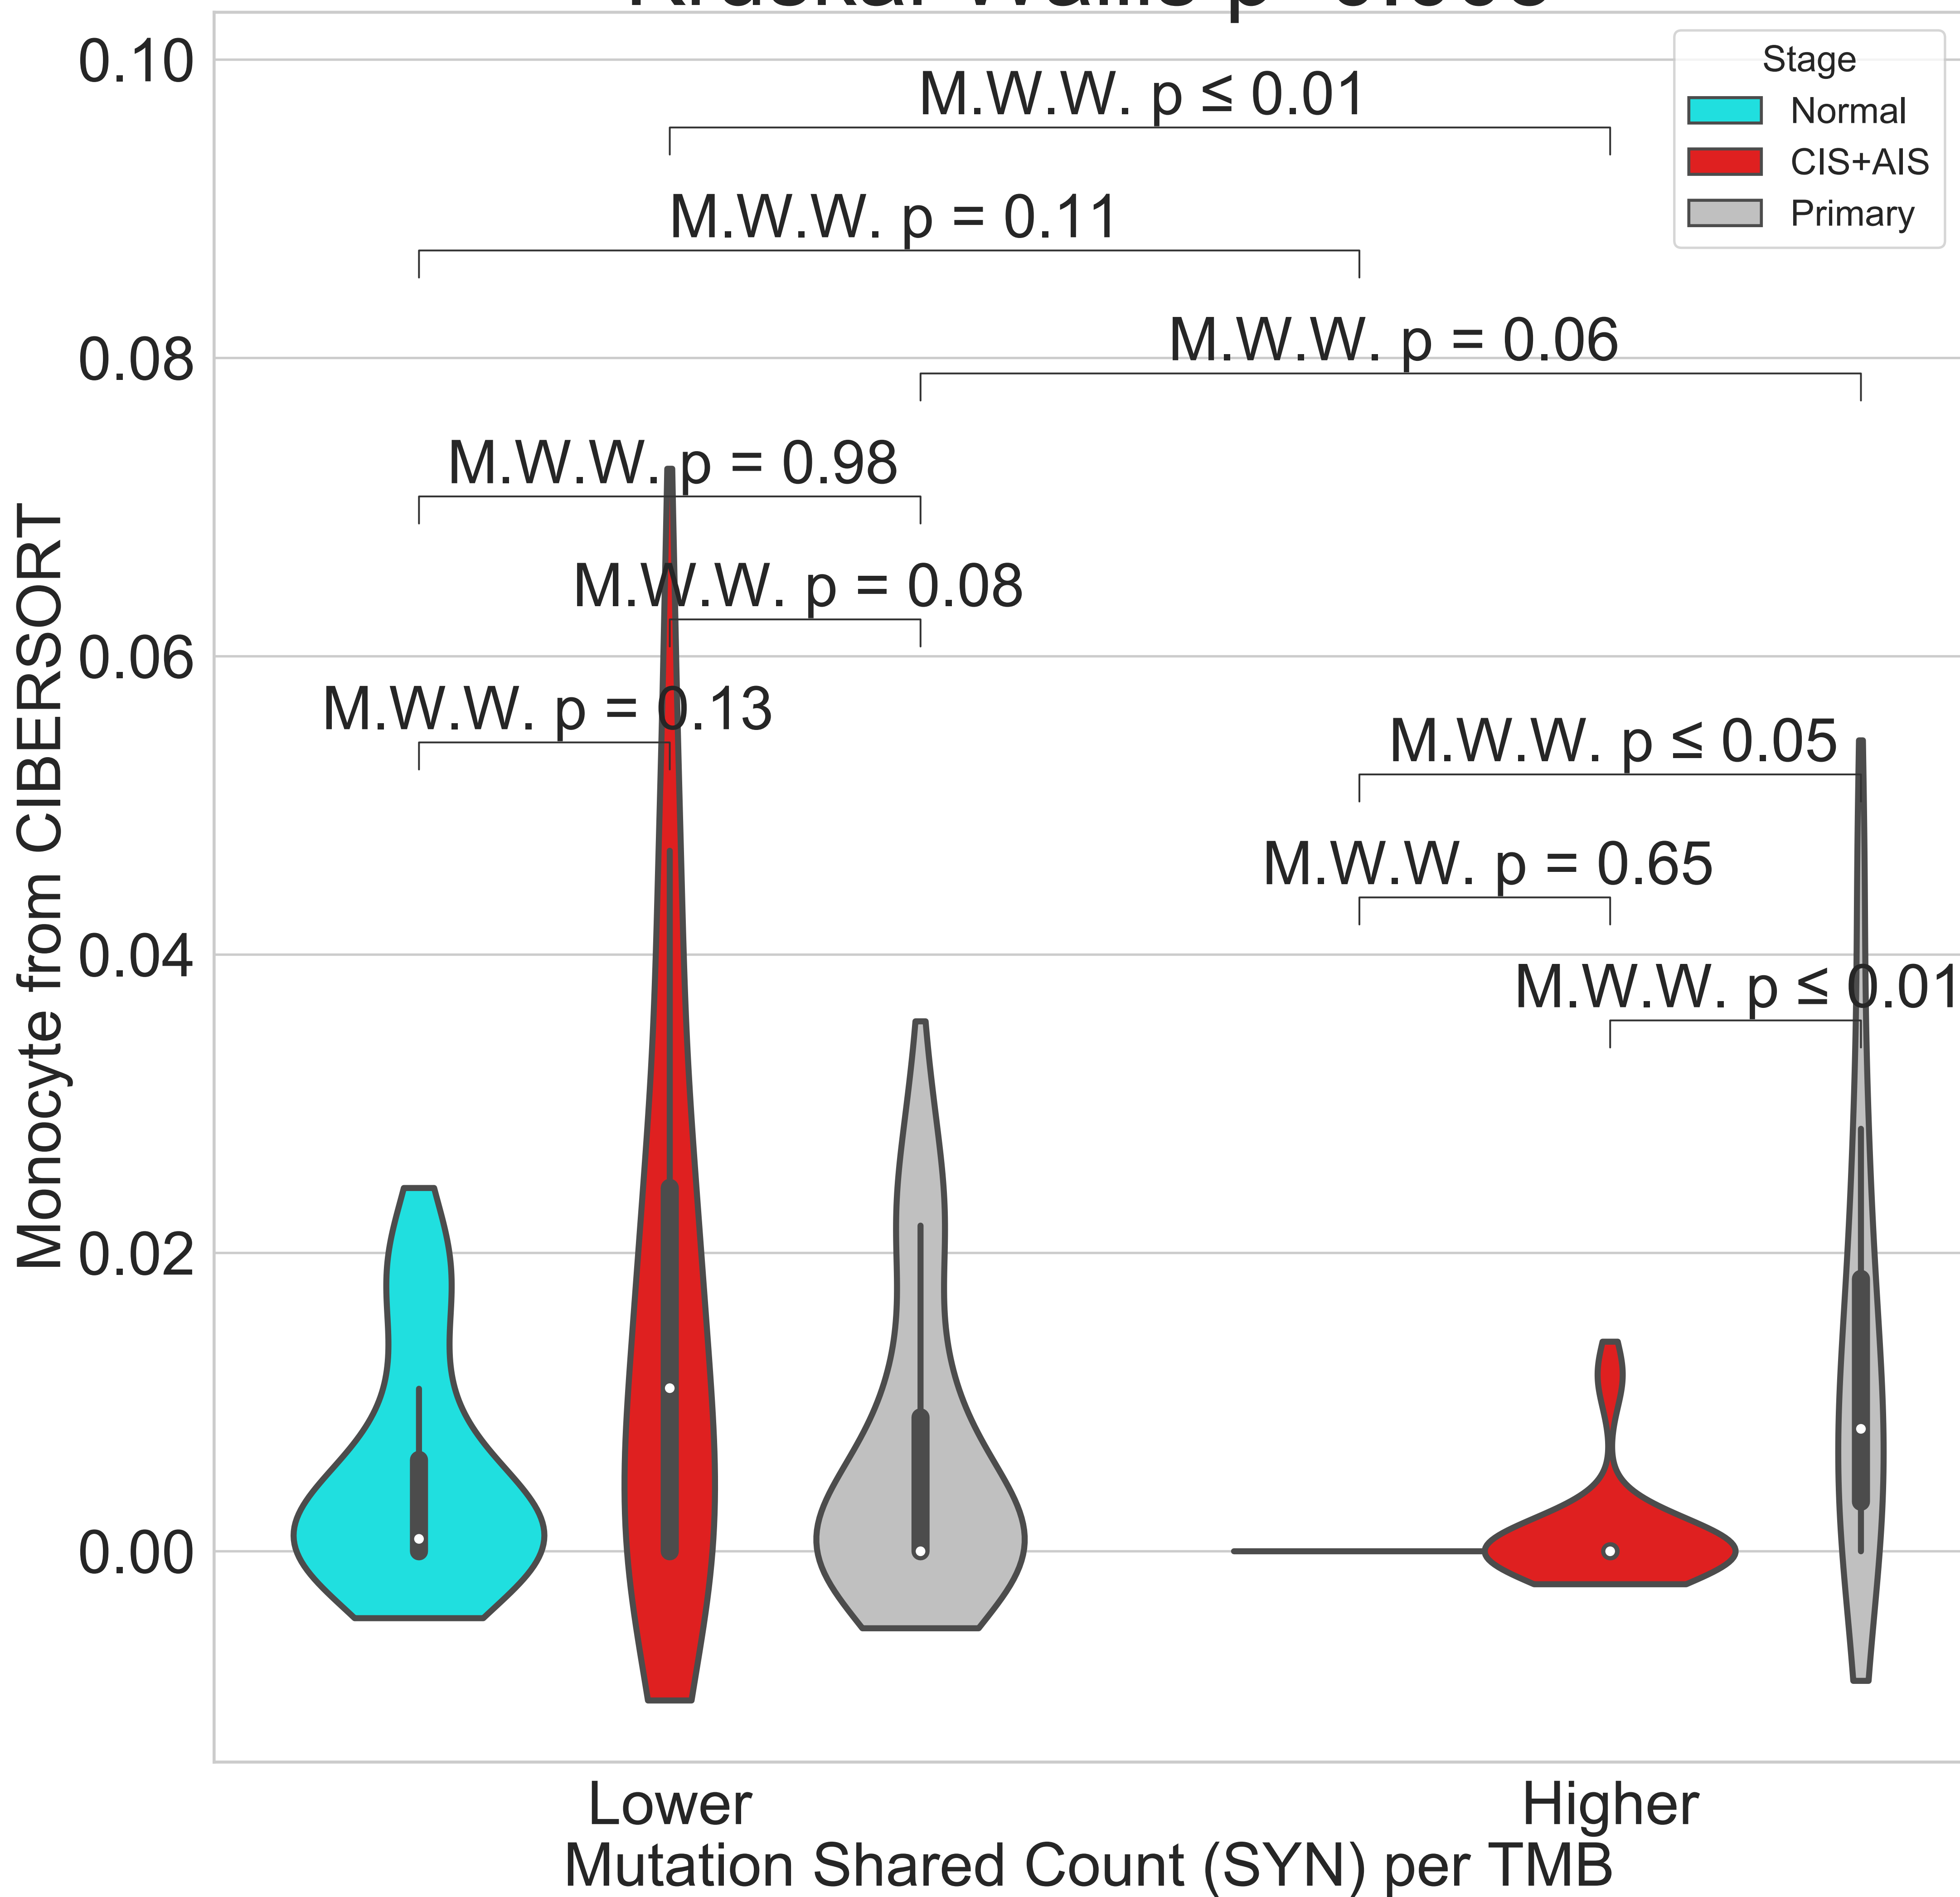 0.10
0.08
0.06
0.04
0.02
0.00
Monocyte from CIBERSORT
M.W.W. p ≤ 0.01
M.W.W. p = 0.11
M.W.W. p = 0.06
M.W.W. p = 0.98
M.W.W. p = 0.08
M.W.W. p = 0.13
M.W.W. p ≤ 0.05
M.W.W. p = 0.65
M.W.W. p ≤ 0.01
Stage
Normal
CIS+AIS
Primary
Lower
Higher
Mutation Shared Count (SYN) per TMB